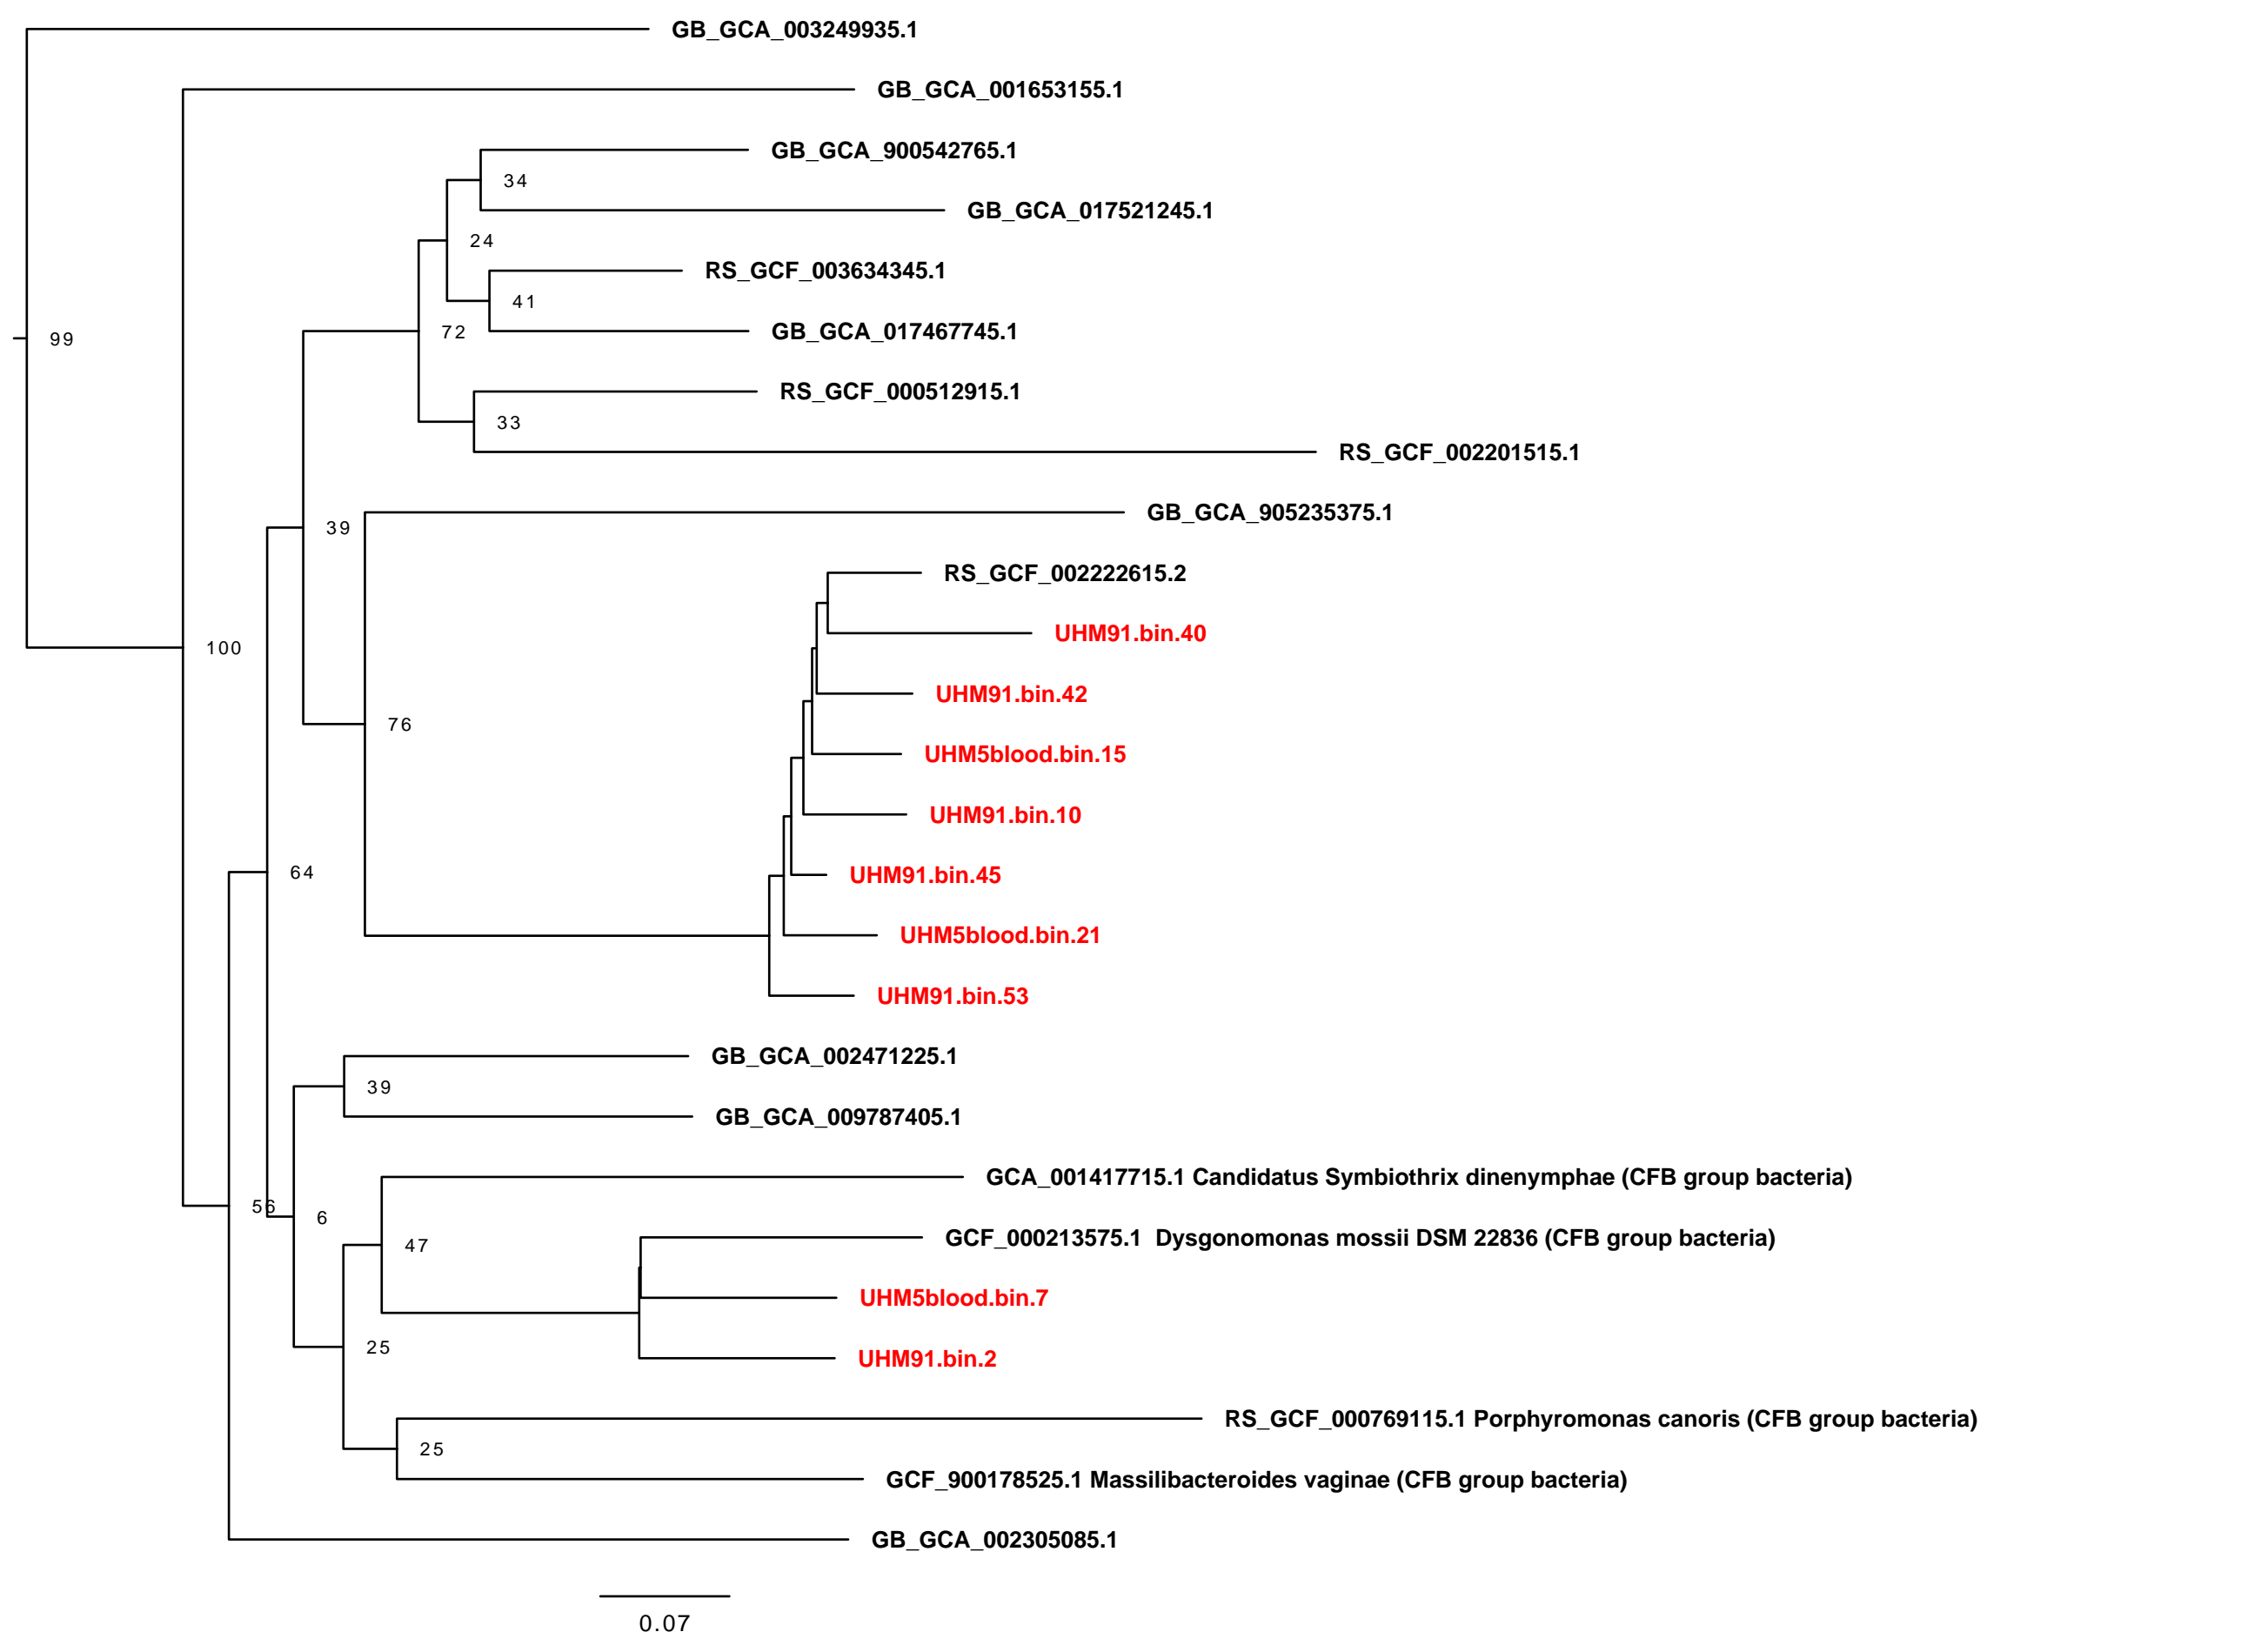 GB_GCA_003249935.1
GB_GCA_001653155.1
GB_GCA_900542765.1
34
GB_GCA_017521245.1
24
RS_GCF_003634345.1
41
GB_GCA_017467745.1
72
99
RS_GCF_000512915.1
33
RS_GCF_002201515.1
GB_GCA_905235375.1
39
RS_GCF_002222615.2
UHM91.bin.40
100
UHM91.bin.42
76
UHM5blood.bin.15
UHM91.bin.10
64
UHM91.bin.45
UHM5blood.bin.21
UHM91.bin.53
GB_GCA_002471225.1
39
GB_GCA_009787405.1
GCA_001417715.1 Candidatus Symbiothrix dinenymphae (CFB group bacteria)
56
6
GCF_000213575.1  Dysgonomonas mossii DSM 22836 (CFB group bacteria)
47
UHM5blood.bin.7
25
UHM91.bin.2
RS_GCF_000769115.1 Porphyromonas canoris (CFB group bacteria)
25
GCF_900178525.1 Massilibacteroides vaginae (CFB group bacteria)
GB_GCA_002305085.1
0.07